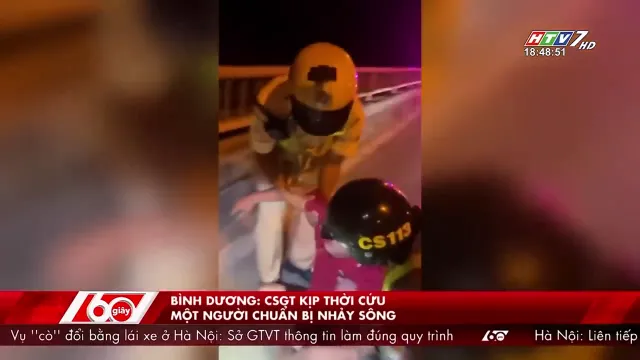 HTV7 HD
18:48:51
CS113
60 giây
BÌNH DƯƠNG: CSGT KỊP THỜI CỨU
MỘT NGƯỜI CHUẨN BỊ NHẢY SÔNG
Vụ "cò" đổi bằng lái xe ở Hà Nội: Sở GTVT thông tin làm đúng quy trình 60 Hà Nội: Liên tiếp